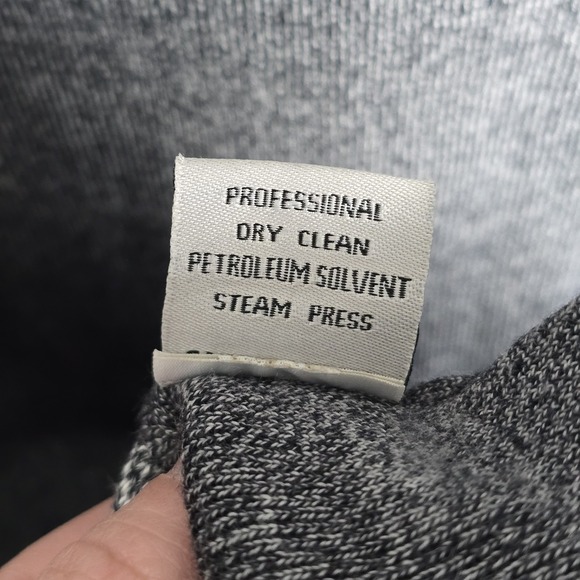 PROFESSIONAL
DRY CLEAN
PETROLEUM SOLVENT
STEAM PRESS